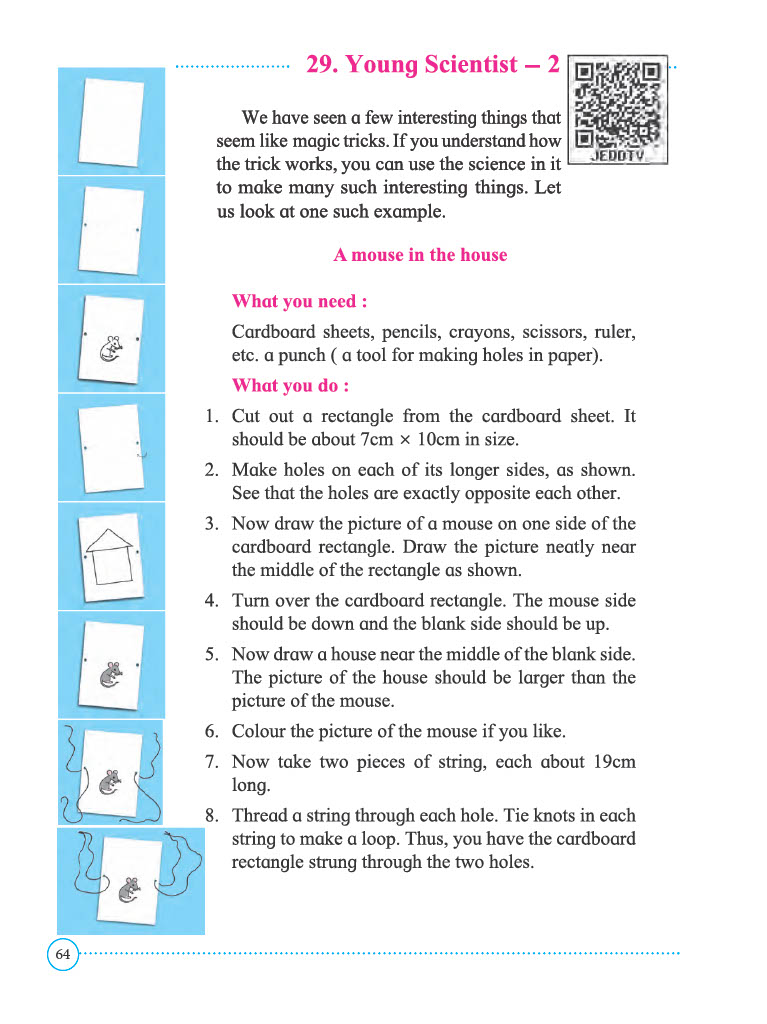 29. Young Scientist – 2
JEDDTV
We have seen a few interesting things that
seem like magic tricks. If you understand how
the trick works, you can use the science in it
to make many such interesting things. Let
us look at one such example.
A mouse in the house
What you need :
Cardboard sheets, pencils, crayons, scissors, ruler,
etc. a punch ( a tool for making holes in paper).
What you do :
1. Cut out a rectangle from the cardboard sheet. It
should be about 7cm × 10cm in size.
2. Make holes on each of its longer sides, as shown.
See that the holes are exactly opposite each other.
3. Now draw the picture of a mouse on one side of the
cardboard rectangle. Draw the picture neatly near
the middle of the rectangle as shown.
4. Turn over the cardboard rectangle. The mouse side
should be down and the blank side should be up.
5. Now draw a house near the middle of the blank side.
The picture of the house should be larger than the
picture of the mouse.
6. Colour the picture of the mouse if you like.
7. Now take two pieces of string, each about 19cm
long.
8. Thread a string through each hole. Tie knots in each
string to make a loop. Thus, you have the cardboard
rectangle strung through the two holes.
64